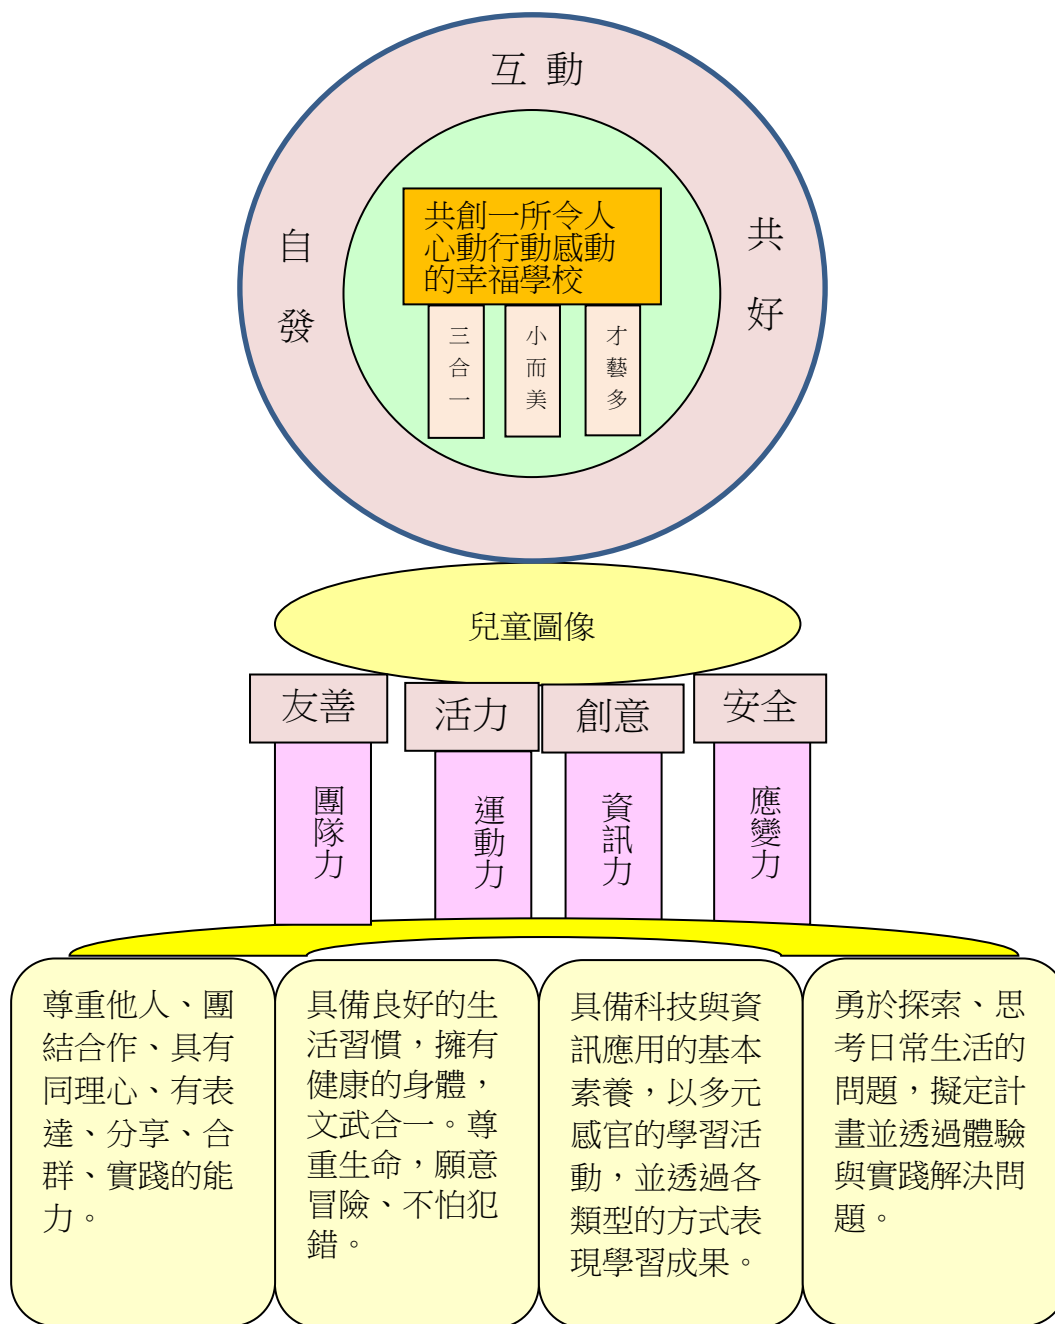 互 動
自發
共好
共創一所令人
心動行動感動
的幸福學校
三合一
小而美
才藝多
兒童圖像
友善
活力
創意
安全
團隊力
運動力
資訊力
應變力
尊重他人、團
結合作、具有
同理心、有表
達、分享、合
群、實踐的能
力。
具備良好的生
活習慣，擁有
健康的身體，
文武合一。尊
重生命，願意
冒險、不怕犯
錯。
具備科技與資
訊應用的基本
素養，以多元
感官的學習活
動，並透過各
類型的方式表
現學習成果。
勇於探索、思
考日常生活的
問題，擬定計
畫並透過體驗
與實踐解決問
題。